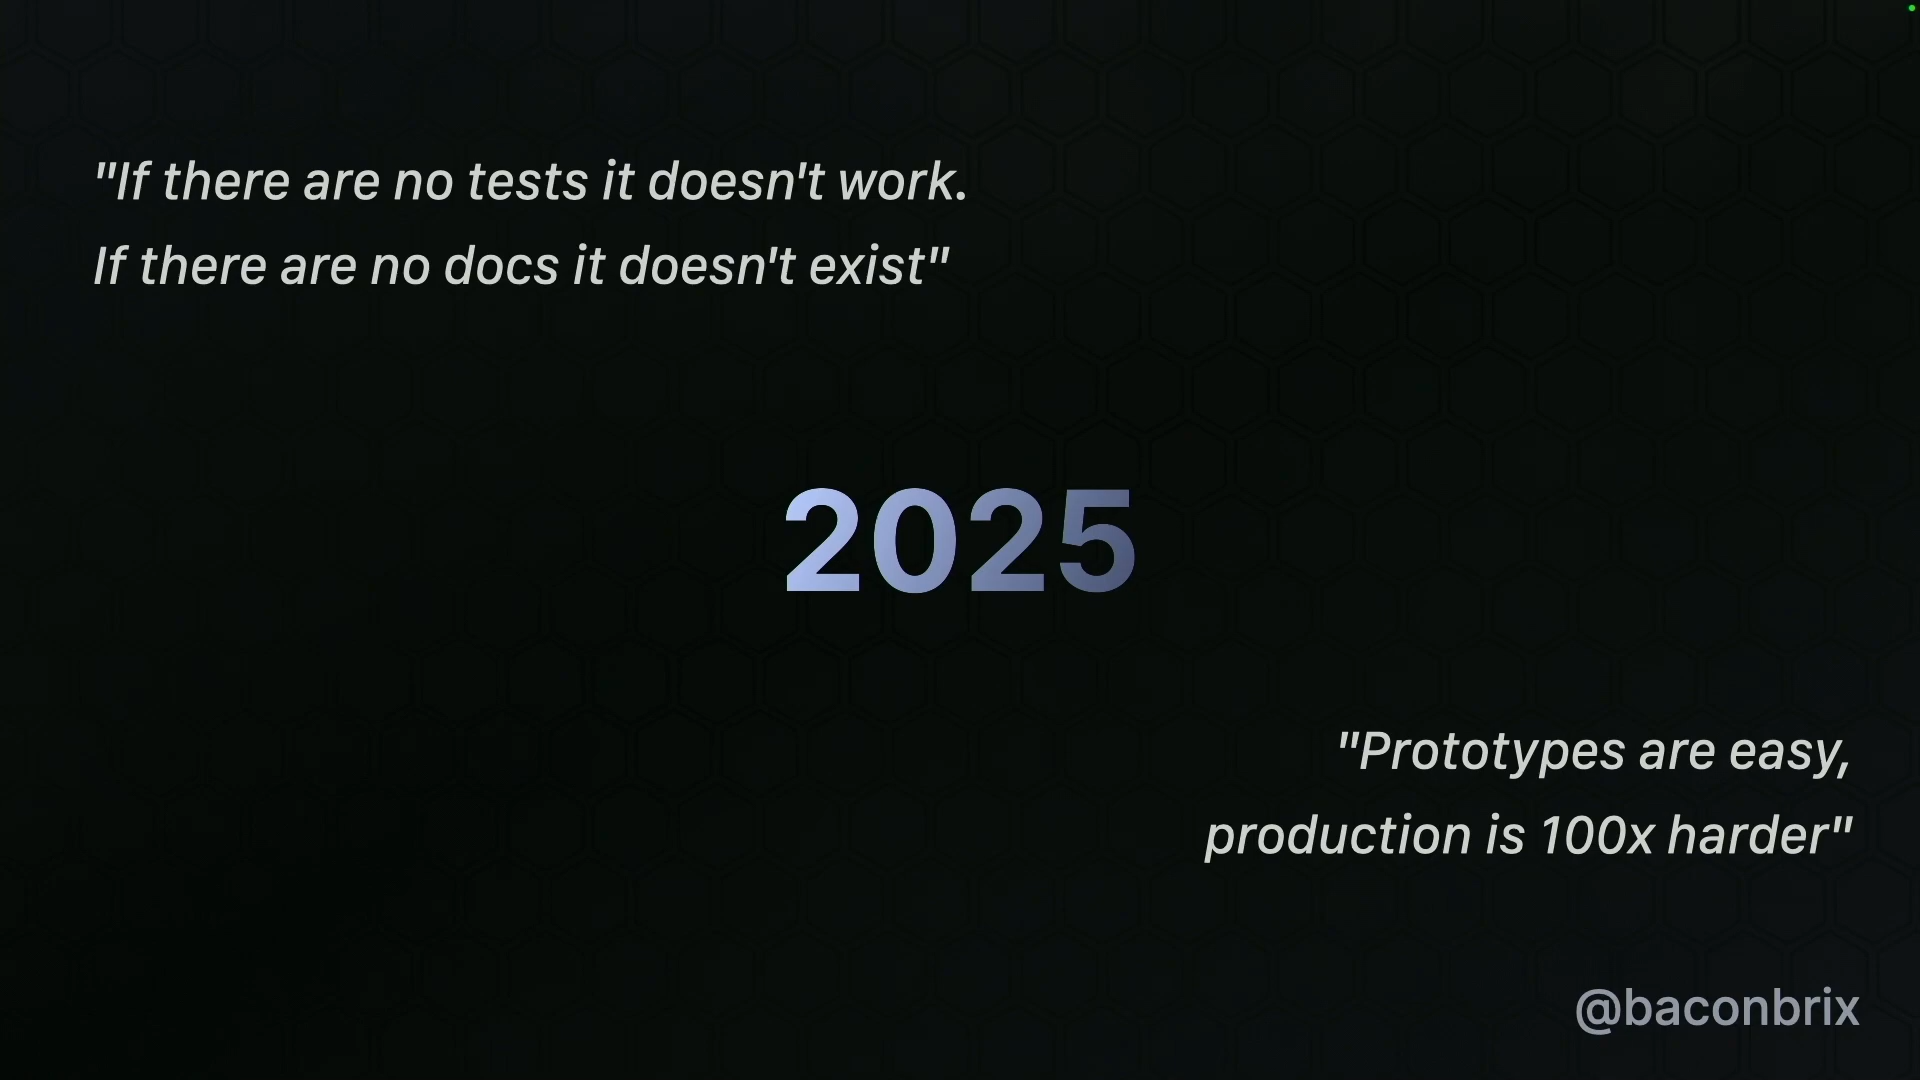 "If there are no tests it doesn't work.
If there are no docs it doesn't exist"
2025
"Prototypes are easy,
production is 100x harder"
@baconbrix